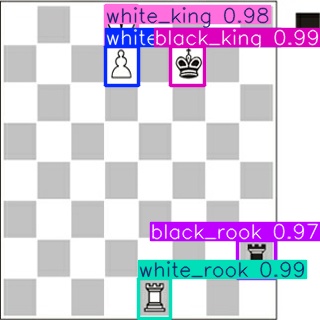 white_king 0.98
white
black_king 0.99
black_rook 0.97
white_rook 0.99